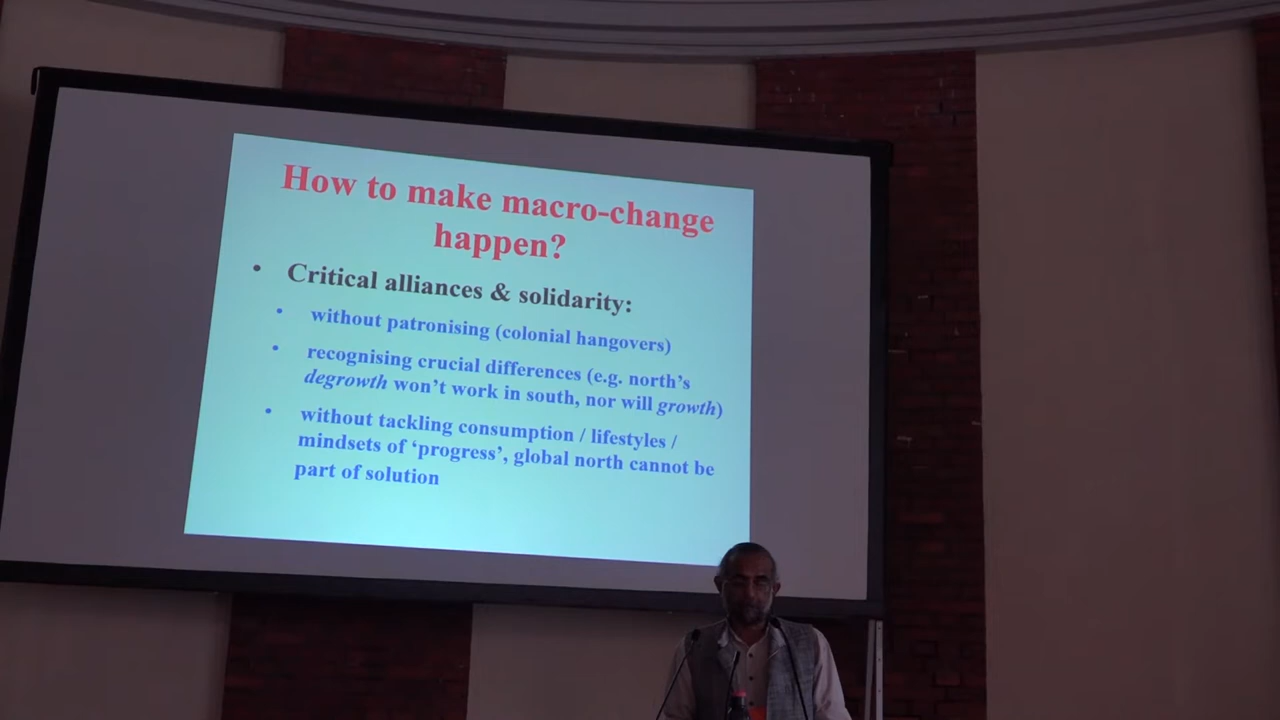 How to make macro-change
happen?
• Critical alliances & solidarity:
• without patronising (colonial hangovers)
• recognising crucial differences (e.g. north's
degrowth won't work in south, nor will growth)
• without tackling consumption / lifestyles /
mindsets of ‘progress’, global north cannot be
part of solution